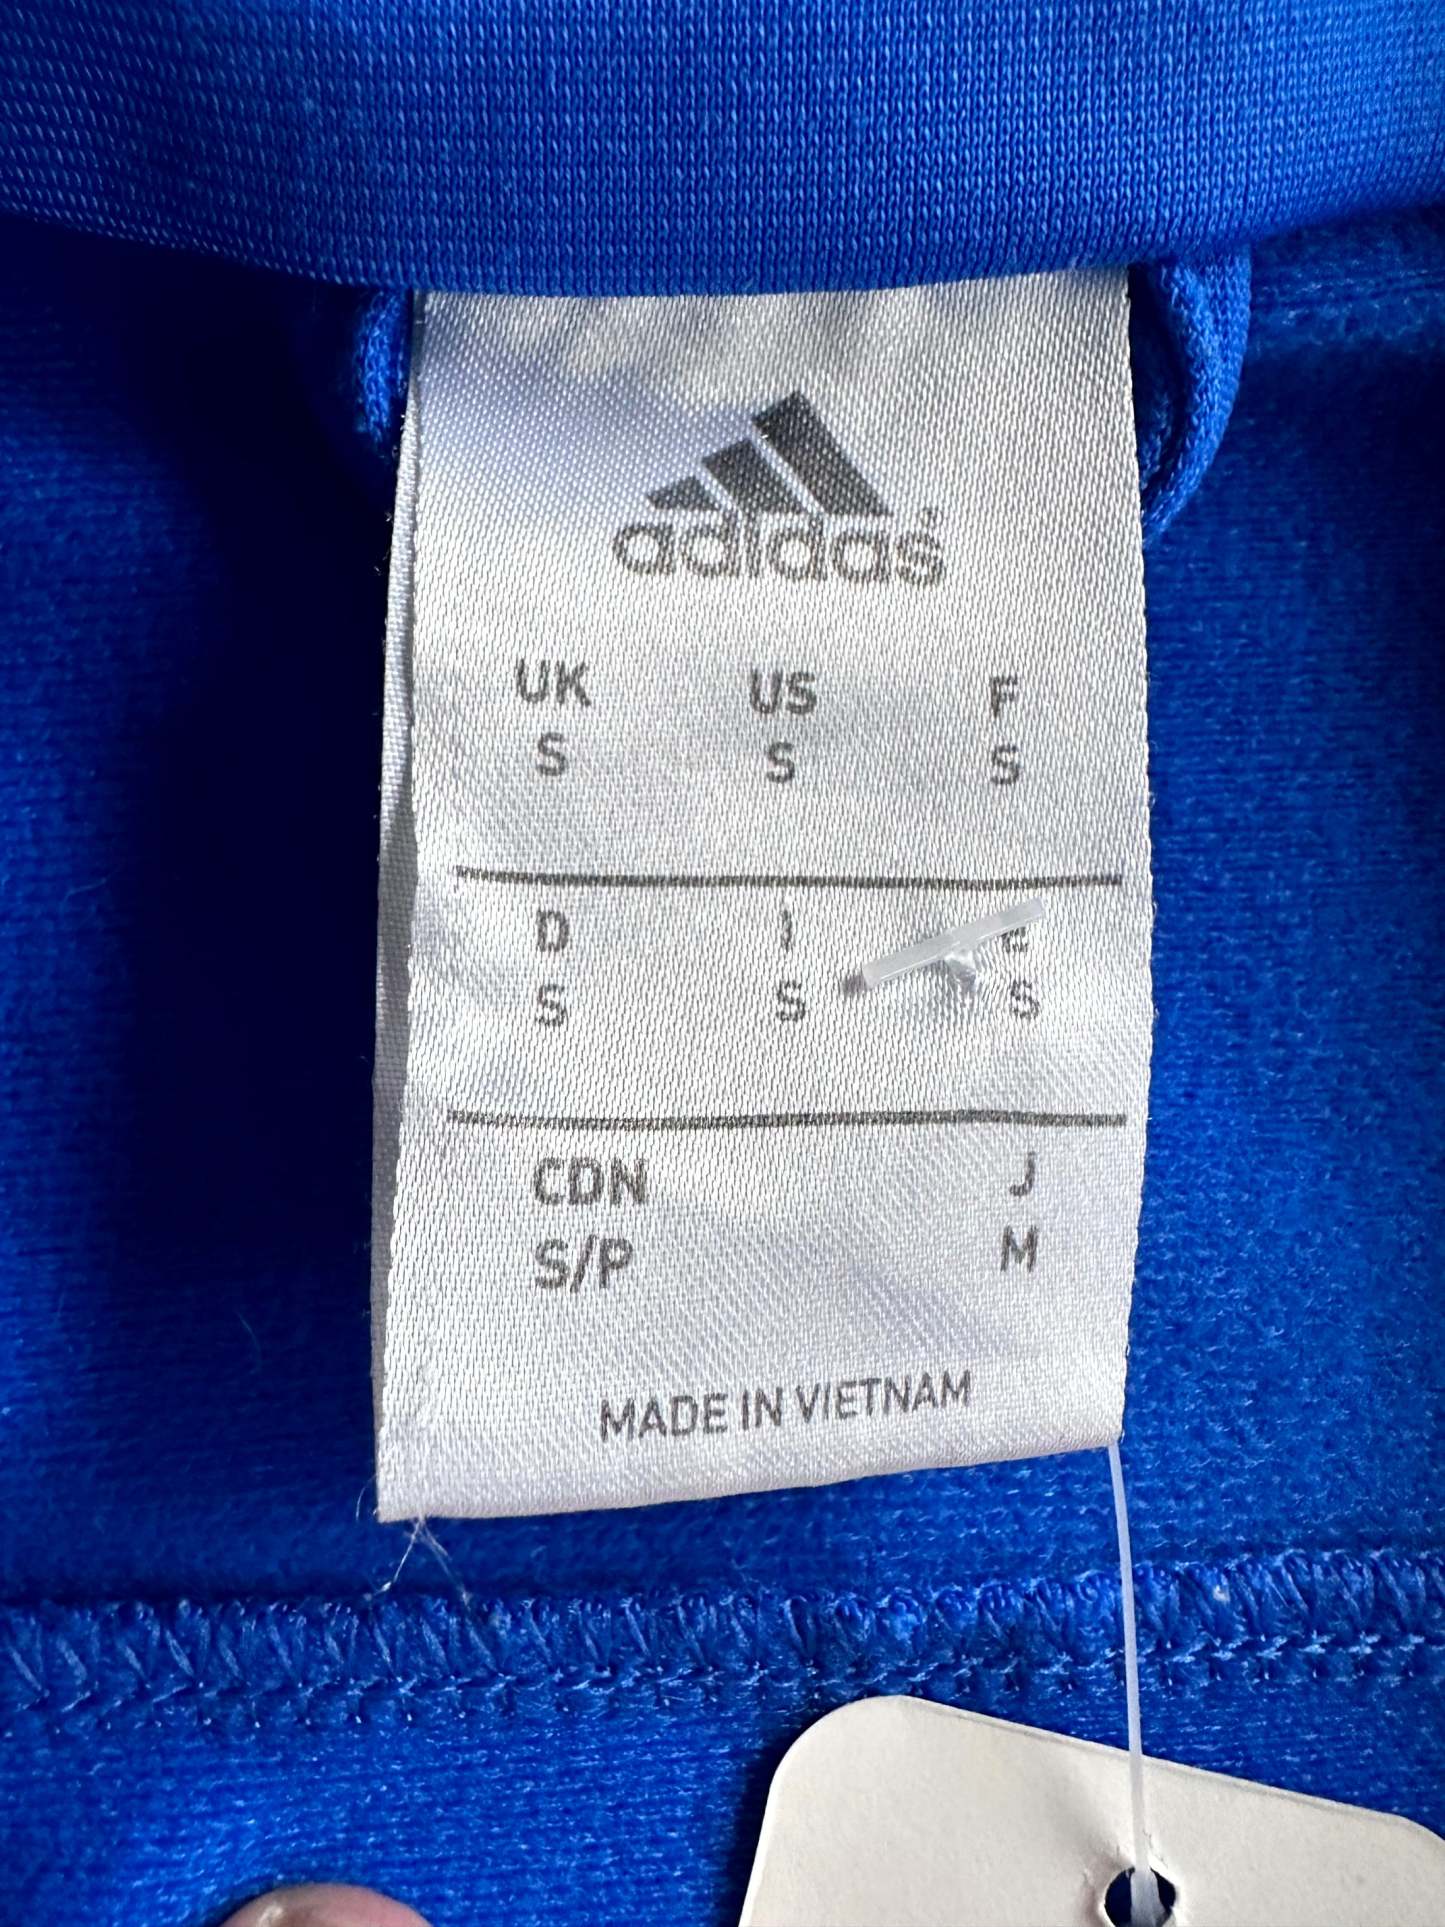 adidas®
UK US F
S S S
D I e
S S S
CDN J
S/P M
MADE IN VIETNAM